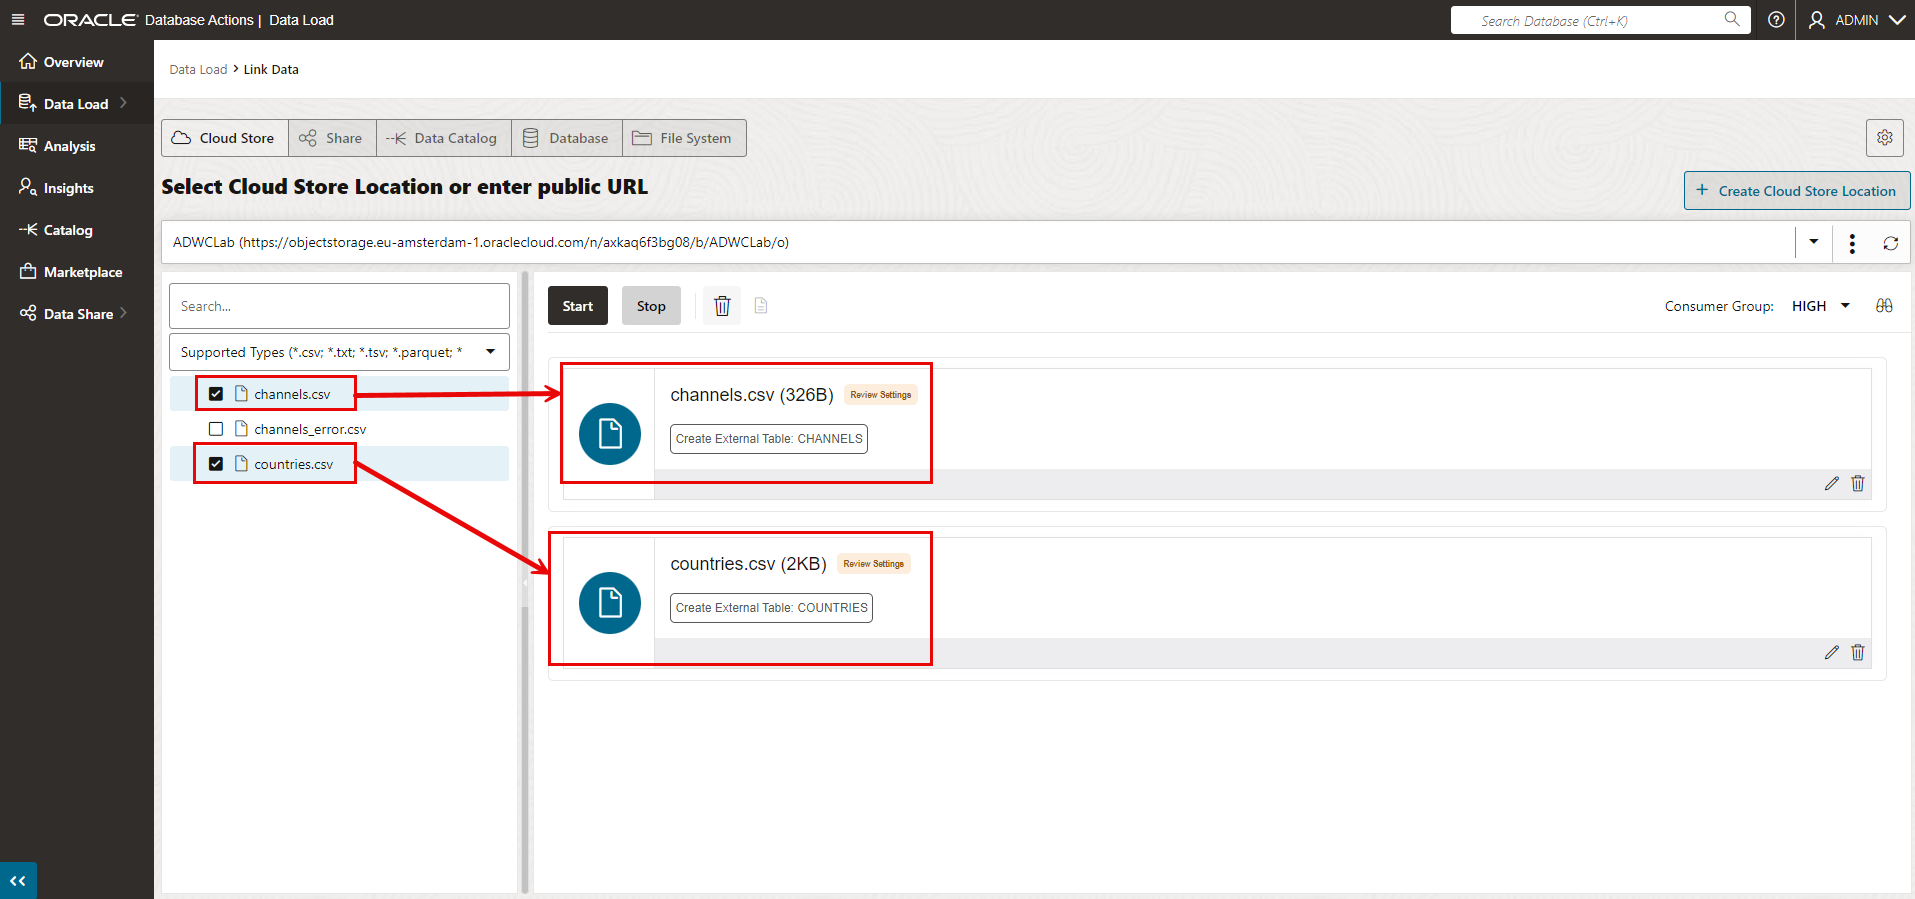 ORACLE Database Actions | Data Load
Search Database (Ctrl+K)
ADMIN
Overview
Data Load
Analysis
Insights
Catalog
Marketplace
Data Share
Data Load > Link Data
Cloud Store
Share
Data Catalog
Database
File System
Select Cloud Store Location or enter public URL
+ Create Cloud Store Location
ADWCLab (https://objectstorage.eu-amsterdam-1.oraclecloud.com/n/axkaq6f3bg08/b/ADWCLab/o)
Search...
Supported Types (*.csv; *.txt; *.tsv; *.parquet; *
channels.csv
channels_error.csv
countries.csv
Start
Stop
Consumer Group: HIGH
channels.csv (326B) Review Settings
Create External Table: CHANNELS
countries.csv (2KB) Review Settings
Create External Table: COUNTRIES